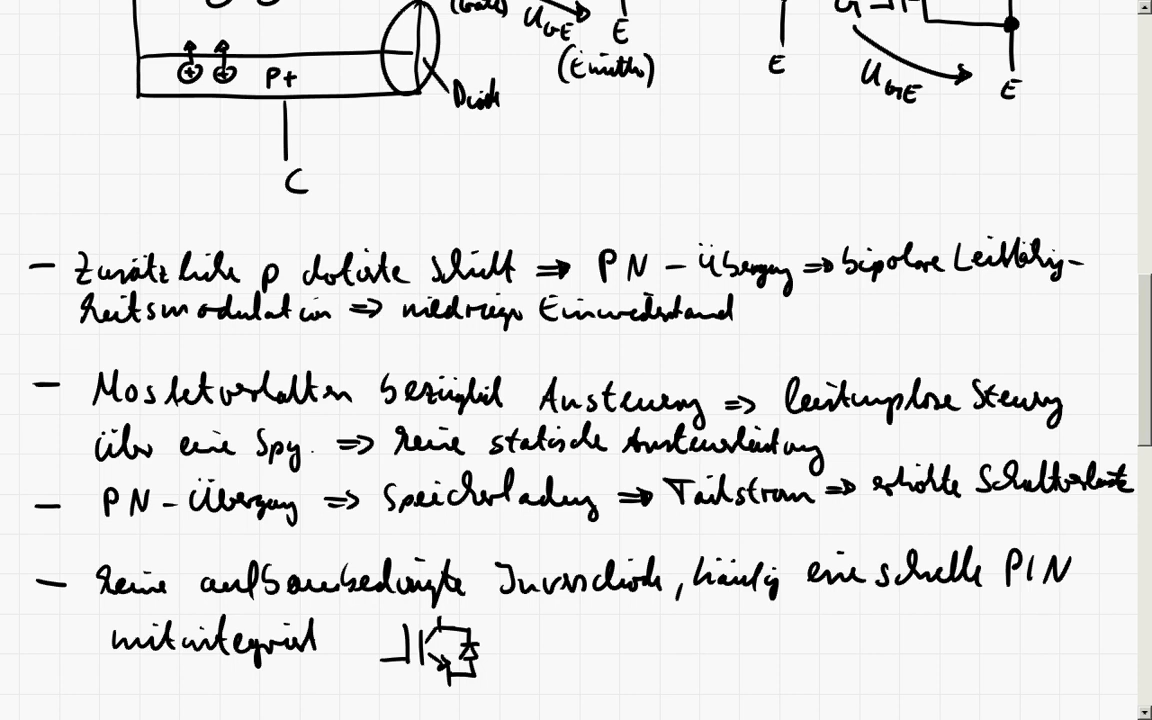 (Gate)
U_GE
E
(Emitter)
E
G
U_GE
E
P+
Diode
C
- Zusätzliche p dotierte Schicht ⇒ PN-Übergang ⇒ bipolare Leitfähig-
keitsmodulation ⇒ niedriger Einwiderstand
- Mosfetverhalten bezüglich Ansteuerung ⇒ leistungslose Steuerung
über eine Spg. ⇒ keine statische Ansteuerleistung
- PN-Übergang ⇒ Speicherladung ⇒ Tailstrom ⇒ erhöhte Schaltverluste
- Keine aufbaubedingte Inversdiode, häufig eine schnelle PIN
mitintegriert